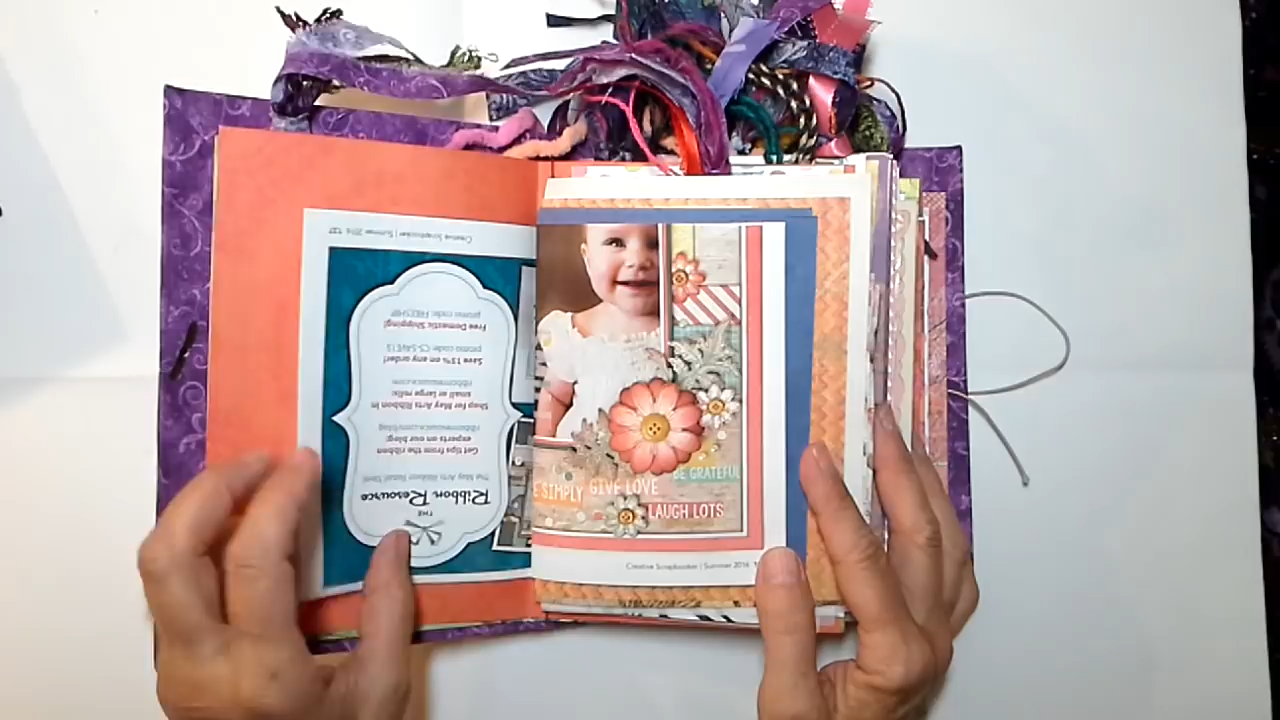 Creative Scrapbooker | Summer 2016 137
THE
Ribbon Resource
The May Arts Ribbon Retail Store
Get tips from the ribbon
experts on our blog:
ribbonresource.com/blog
Shop for May Arts Ribbon in
small or large rolls:
ribbonresource.com
Save 15% on any order!
promo code: CS-SAVE15
Free Domestic Shipping!
promo code: FREESHIP
SIMPLY GIVE LOVE
BE GRATEFUL
LAUGH LOTS
Creative Scrapbooker | Summer 2016